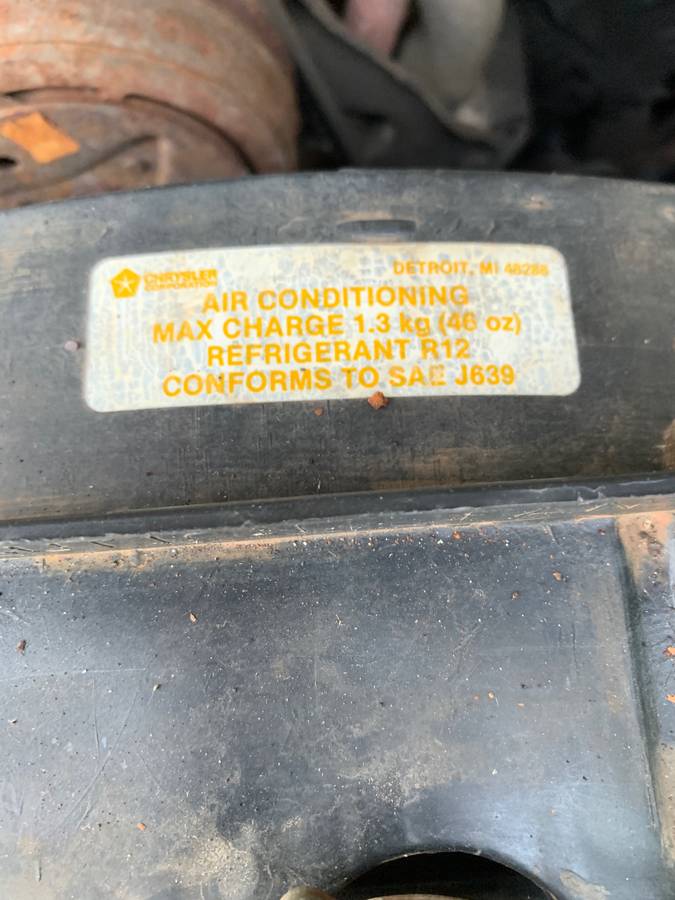 CHRYSLER
CORPORATION
DETROIT, MI 48288
AIR CONDITIONING
MAX CHARGE 1.3 kg (46 oz)
REFRIGERANT R12
CONFORMS TO SAE J639